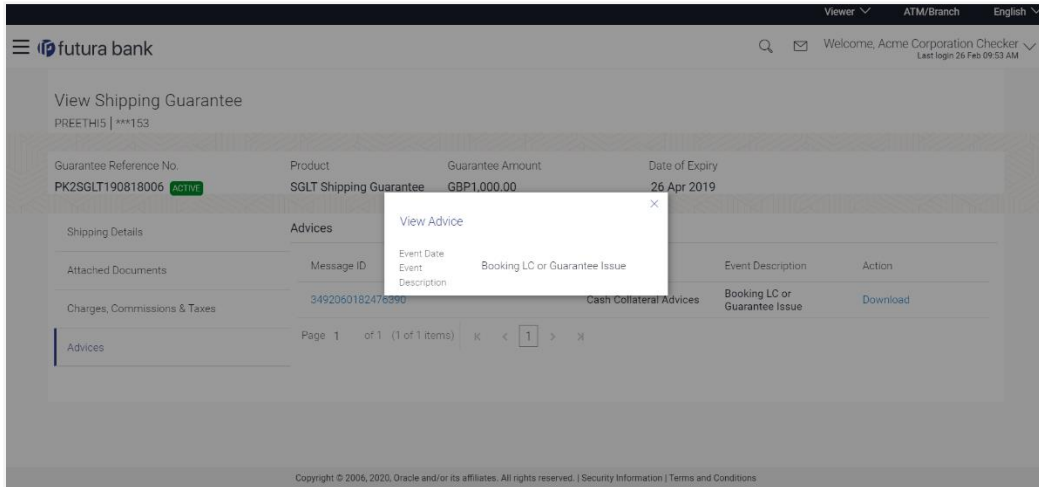 Viewer ATM/Branch English
futura bank
Welcome, Acme Corporation Checker
Last login 26 Feb 09:53 AM
View Shipping Guarantee
PREETHI5 | ***153
Guarantee Reference No. Product Guarantee Amount Date of Expiry
PK2SGLT190818006 ACTIVE SGLT Shipping Guarantee GBP1,000.00 26 Apr 2019
Shipping Details
Attached Documents
Charges, Commissions & Taxes
Advices
Advices
Message ID Event Description Action
3492060182476390 Cash Collateral Advices Booking LC or Guarantee Issue Download
Page 1 of 1 (1 of 1 items) 1
View Advice
Event Date
Event Description Booking LC or Guarantee Issue
Copyright © 2006, 2020, Oracle and/or its affiliates. All rights reserved. | Security Information | Terms and Conditions